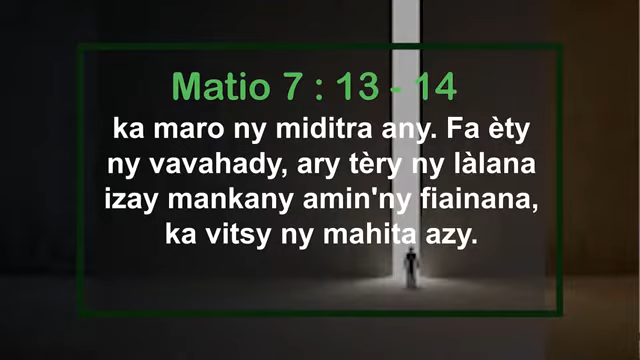 Matio 7 : 13 - 14
ka maro ny miditra any. Fa èty
ny vavahady, ary tèry ny làlana
izay mankany amin'ny fiainana,
ka vitsy ny mahita azy.